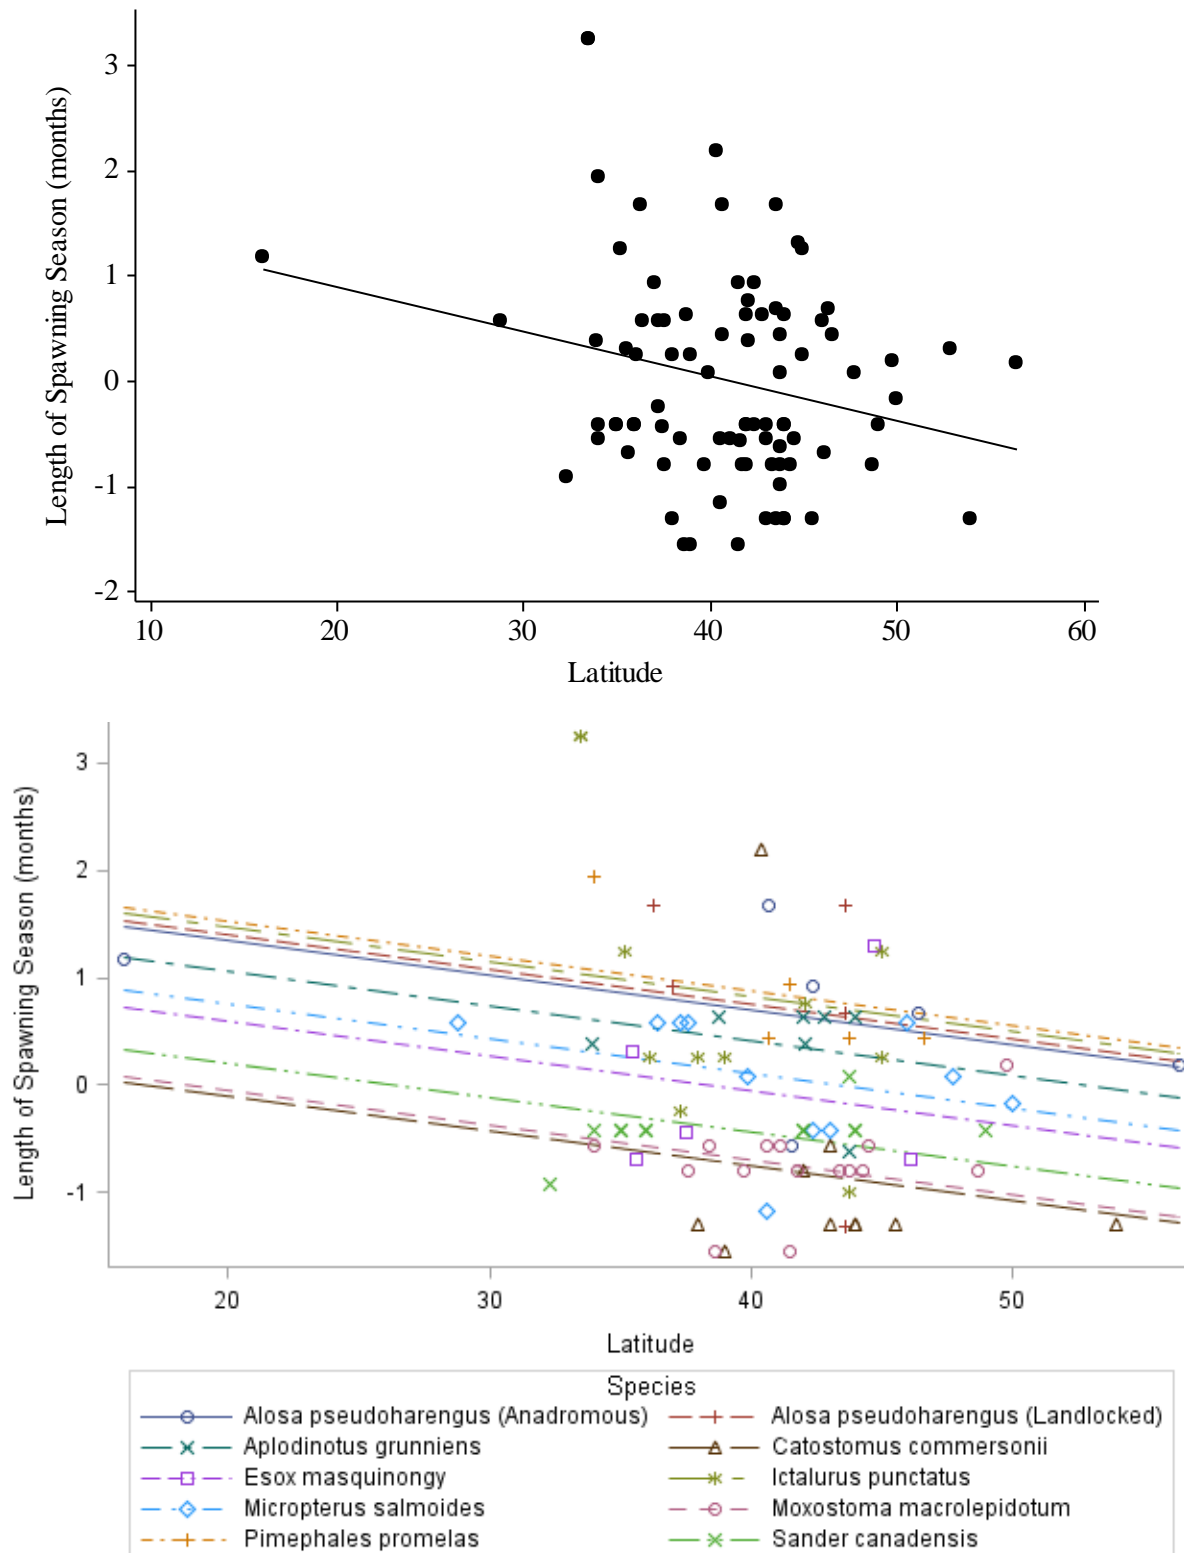 3
2
1
0
-1
-2
Length of Spawning Season (months)
10 20 30 40 50 60
Latitude
3
2
1
0
-1
Length of Spawning Season (months)
20 30 40 50
Latitude
Species
Alosa pseudoharengus (Anadromous) Alosa pseudoharengus (Landlocked)
Aplodinotus grunniens Catostomus commersonii
Esox masquinongy Ictalurus punctatus
Micropterus salmoides Moxostoma macrolepidotum
Pimephales promelas Sander canadensis